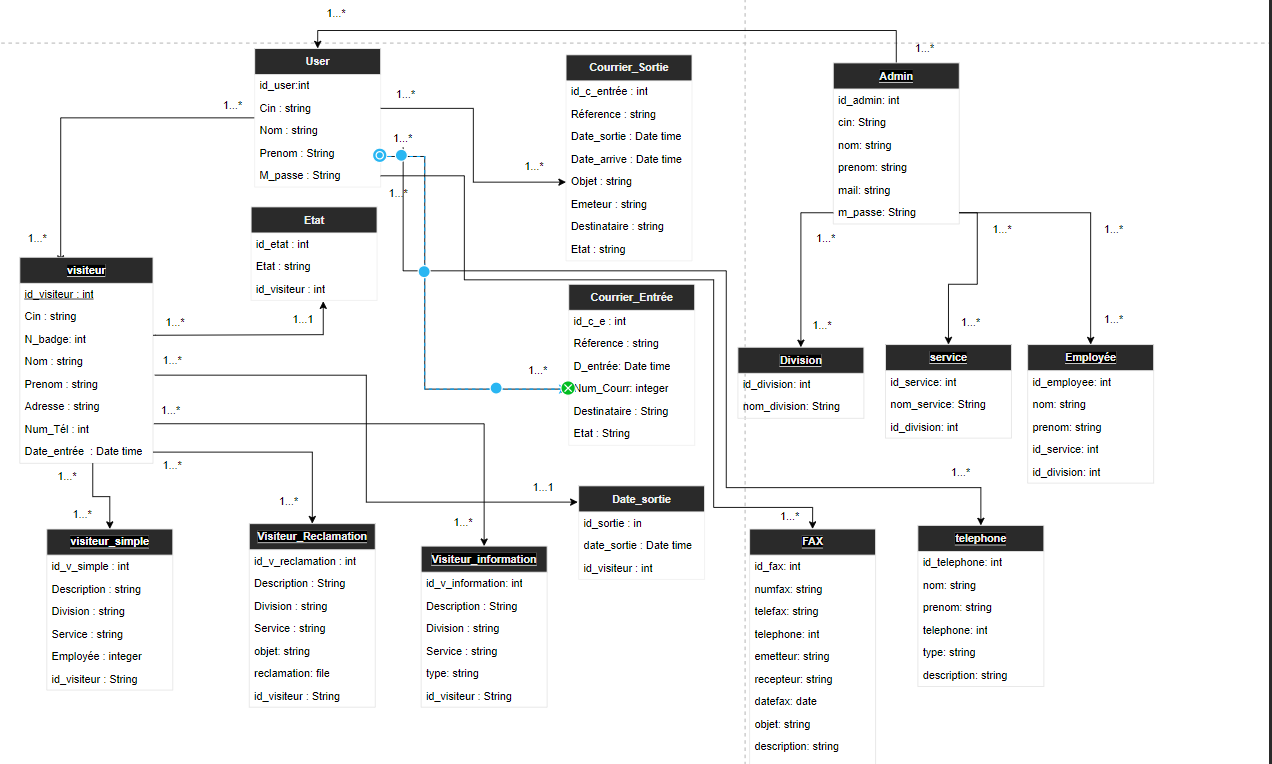 1...*
1...*
User
id_user:int
Cin : string
Nom : string
Prenom : String
M_passe : String
1...*
1...*
1...*
1...*
Courrier_Sortie
id_c_entrée : int
Réference : string
Date_sortie : Date time
Date_arrive : Date time
Objet : string
Emeteur : string
Destinataire : string
Etat : string
1...*
Admin
id_admin: int
cin: String
nom: string
prenom: string
mail: string
m_passe: String
1...*
1...*
1...*
Etat
id_etat : int
Etat : string
id_visiteur : int
1...*
visiteur
id_visiteur : int
Cin : string
N_badge: int
Nom : string
Prenom : string
Adresse : string
Num_Tél : int
Date_entrée : Date time
1...*
1...1
1...*
1...*
1...*
1...*
Courrier_Entrée
id_c_e : int
Réference : string
D_entrée: Date time
Num_Courr: integer
Destinataire : String
Etat : String
1...*
1...*
1...*
1...*
Division
id_division: int
nom_division: String
service
id_service: int
nom_service: String
id_division: int
Employée
id_employee: int
nom: string
prenom: string
id_service: int
id_division: int
1...*
1...*
1...*
1...1
1...*
1...*
visiteur_simple
id_v_simple : int
Description : string
Division : string
Service : string
Employée : integer
id_visiteur : String
Visiteur_Reclamation
id_v_reclamation : int
Description : String
Division : string
Service : string
objet: string
reclamation: file
id_visiteur : String
Visiteur_information
id_v_information: int
Description : String
Division : string
Service : string
type: string
id_visiteur : String
Date_sortie
id_sortie : in
date_sortie : Date time
id_visiteur : int
FAX
id_fax: int
numfax: string
telefax: string
telephone: int
emetteur: string
recepteur: string
datefax: date
objet: string
description: string
telephone
id_telephone: int
nom: string
prenom: string
telephone: int
type: string
description: string